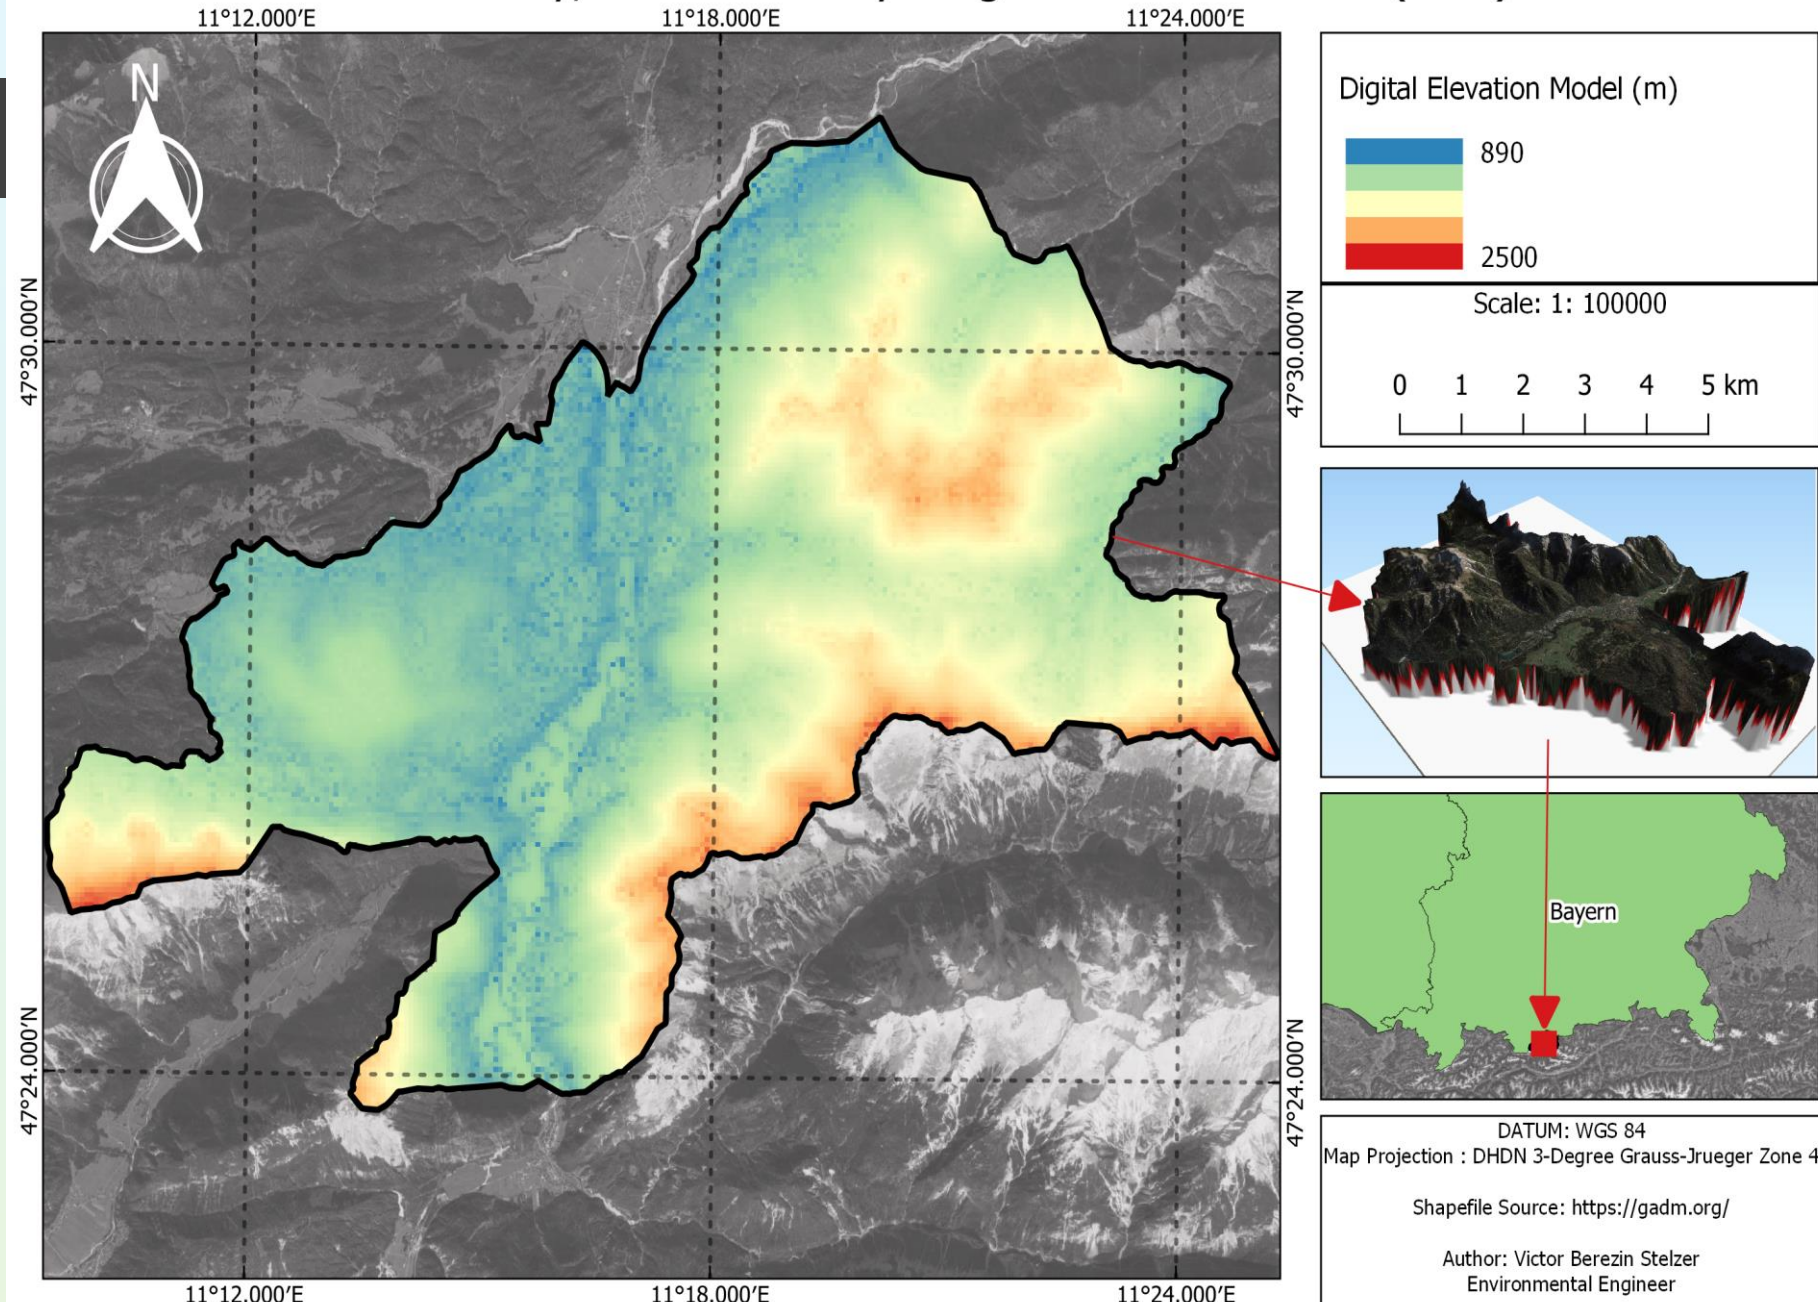 11°12.000'E 11°18.000'E 11°24.000'E
N
47°30.000'N
47°24.000'N
47°30.000'N
47°24.000'N
11°12.000'E 11°18.000'E 11°24.000'E
Digital Elevation Model (m)
890
2500
Scale: 1: 100000
0 1 2 3 4 5 km
Bayern
DATUM: WGS 84
Map Projection : DHDN 3-Degree Grauss-Jrueger Zone 4
Shapefile Source: https://gadm.org/
Author: Victor Berezin Stelzer
Environmental Engineer